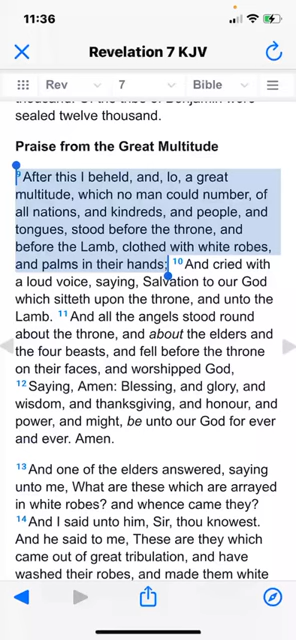 11:36
Revelation 7 KJV
Rev 7 Bible
sealed twelve thousand.
Praise from the Great Multitude
9 After this I beheld, and, lo, a great
multitude, which no man could number, of
all nations, and kindreds, and people, and
tongues, stood before the throne, and
before the Lamb, clothed with white robes,
and palms in their hands; 10 And cried with
a loud voice, saying, Salvation to our God
which sitteth upon the throne, and unto the
Lamb. 11 And all the angels stood round
about the throne, and about the elders and
the four beasts, and fell before the throne
on their faces, and worshipped God,
12 Saying, Amen: Blessing, and glory, and
wisdom, and thanksgiving, and honour, and
power, and might, be unto our God for ever
and ever. Amen.
13 And one of the elders answered, saying
unto me, What are these which are arrayed
in white robes? and whence came they?
14 And I said unto him, Sir, thou knowest.
And he said to me, These are they which
came out of great tribulation, and have
washed their robes, and made them white